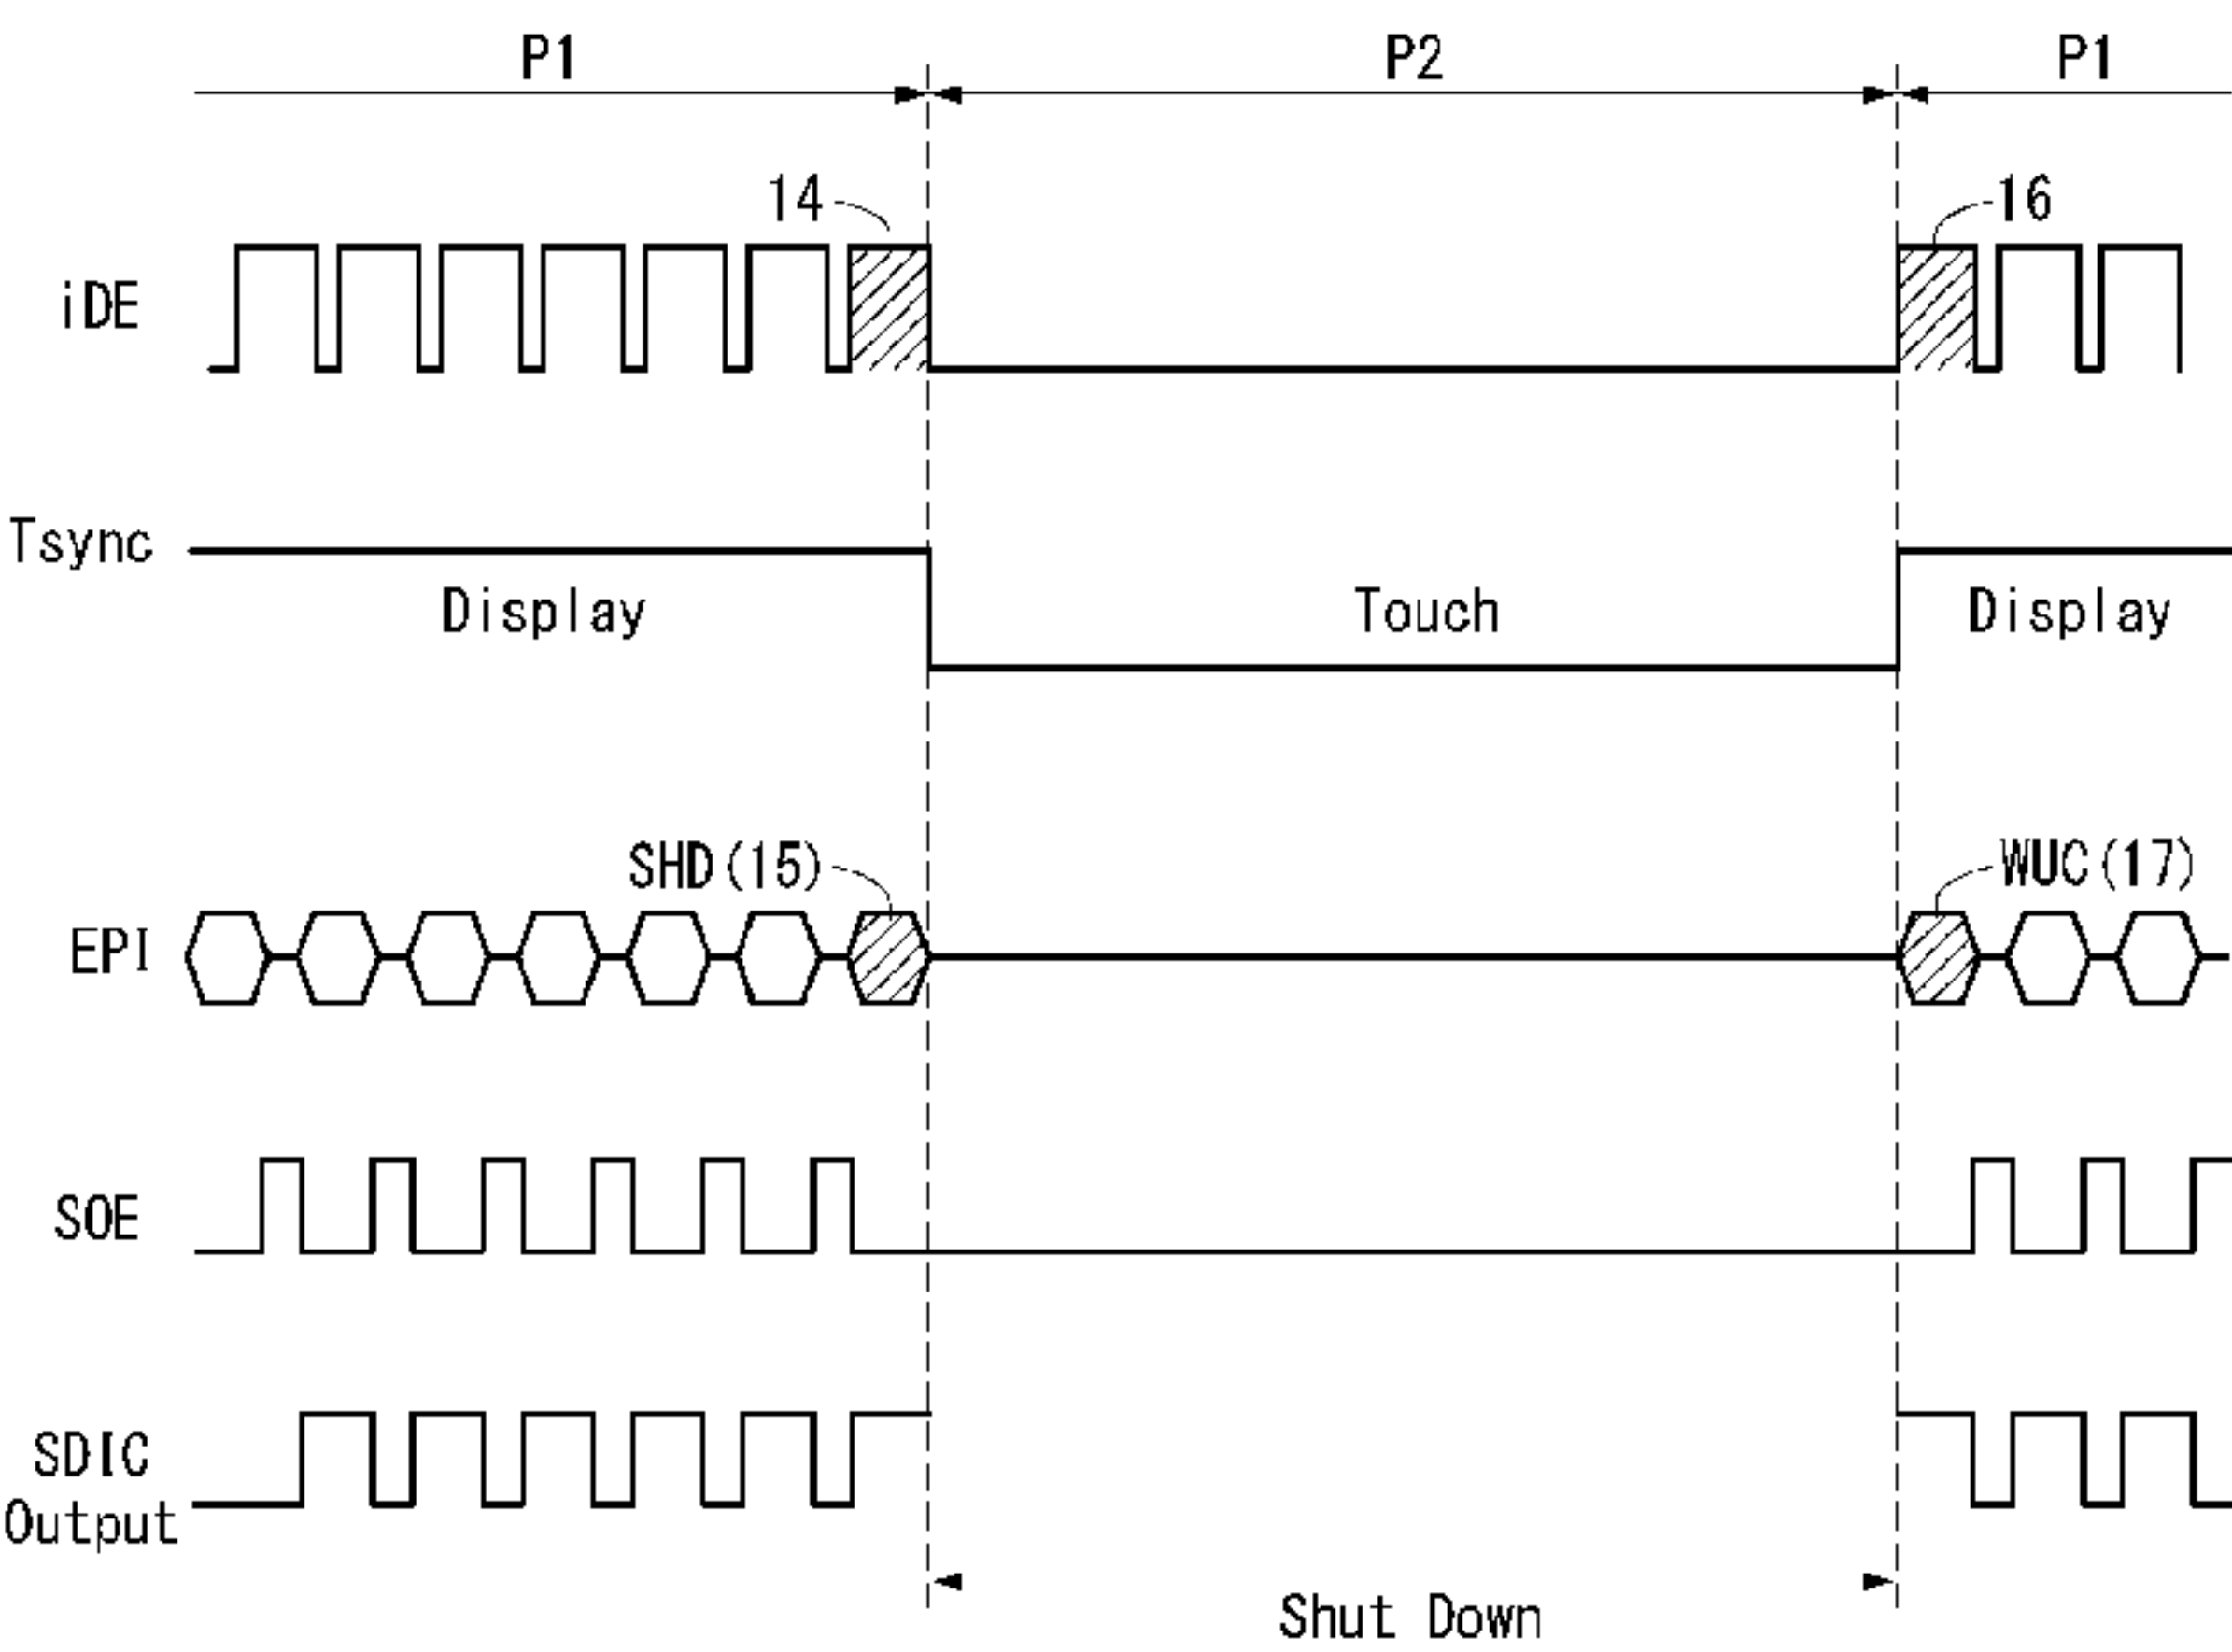 P1 P2 P1
14 16
iDE
Tsync
Display Touch Display
SHD(15) WUC(17)
EPI
SOE
SDIC
Output
Shut Down